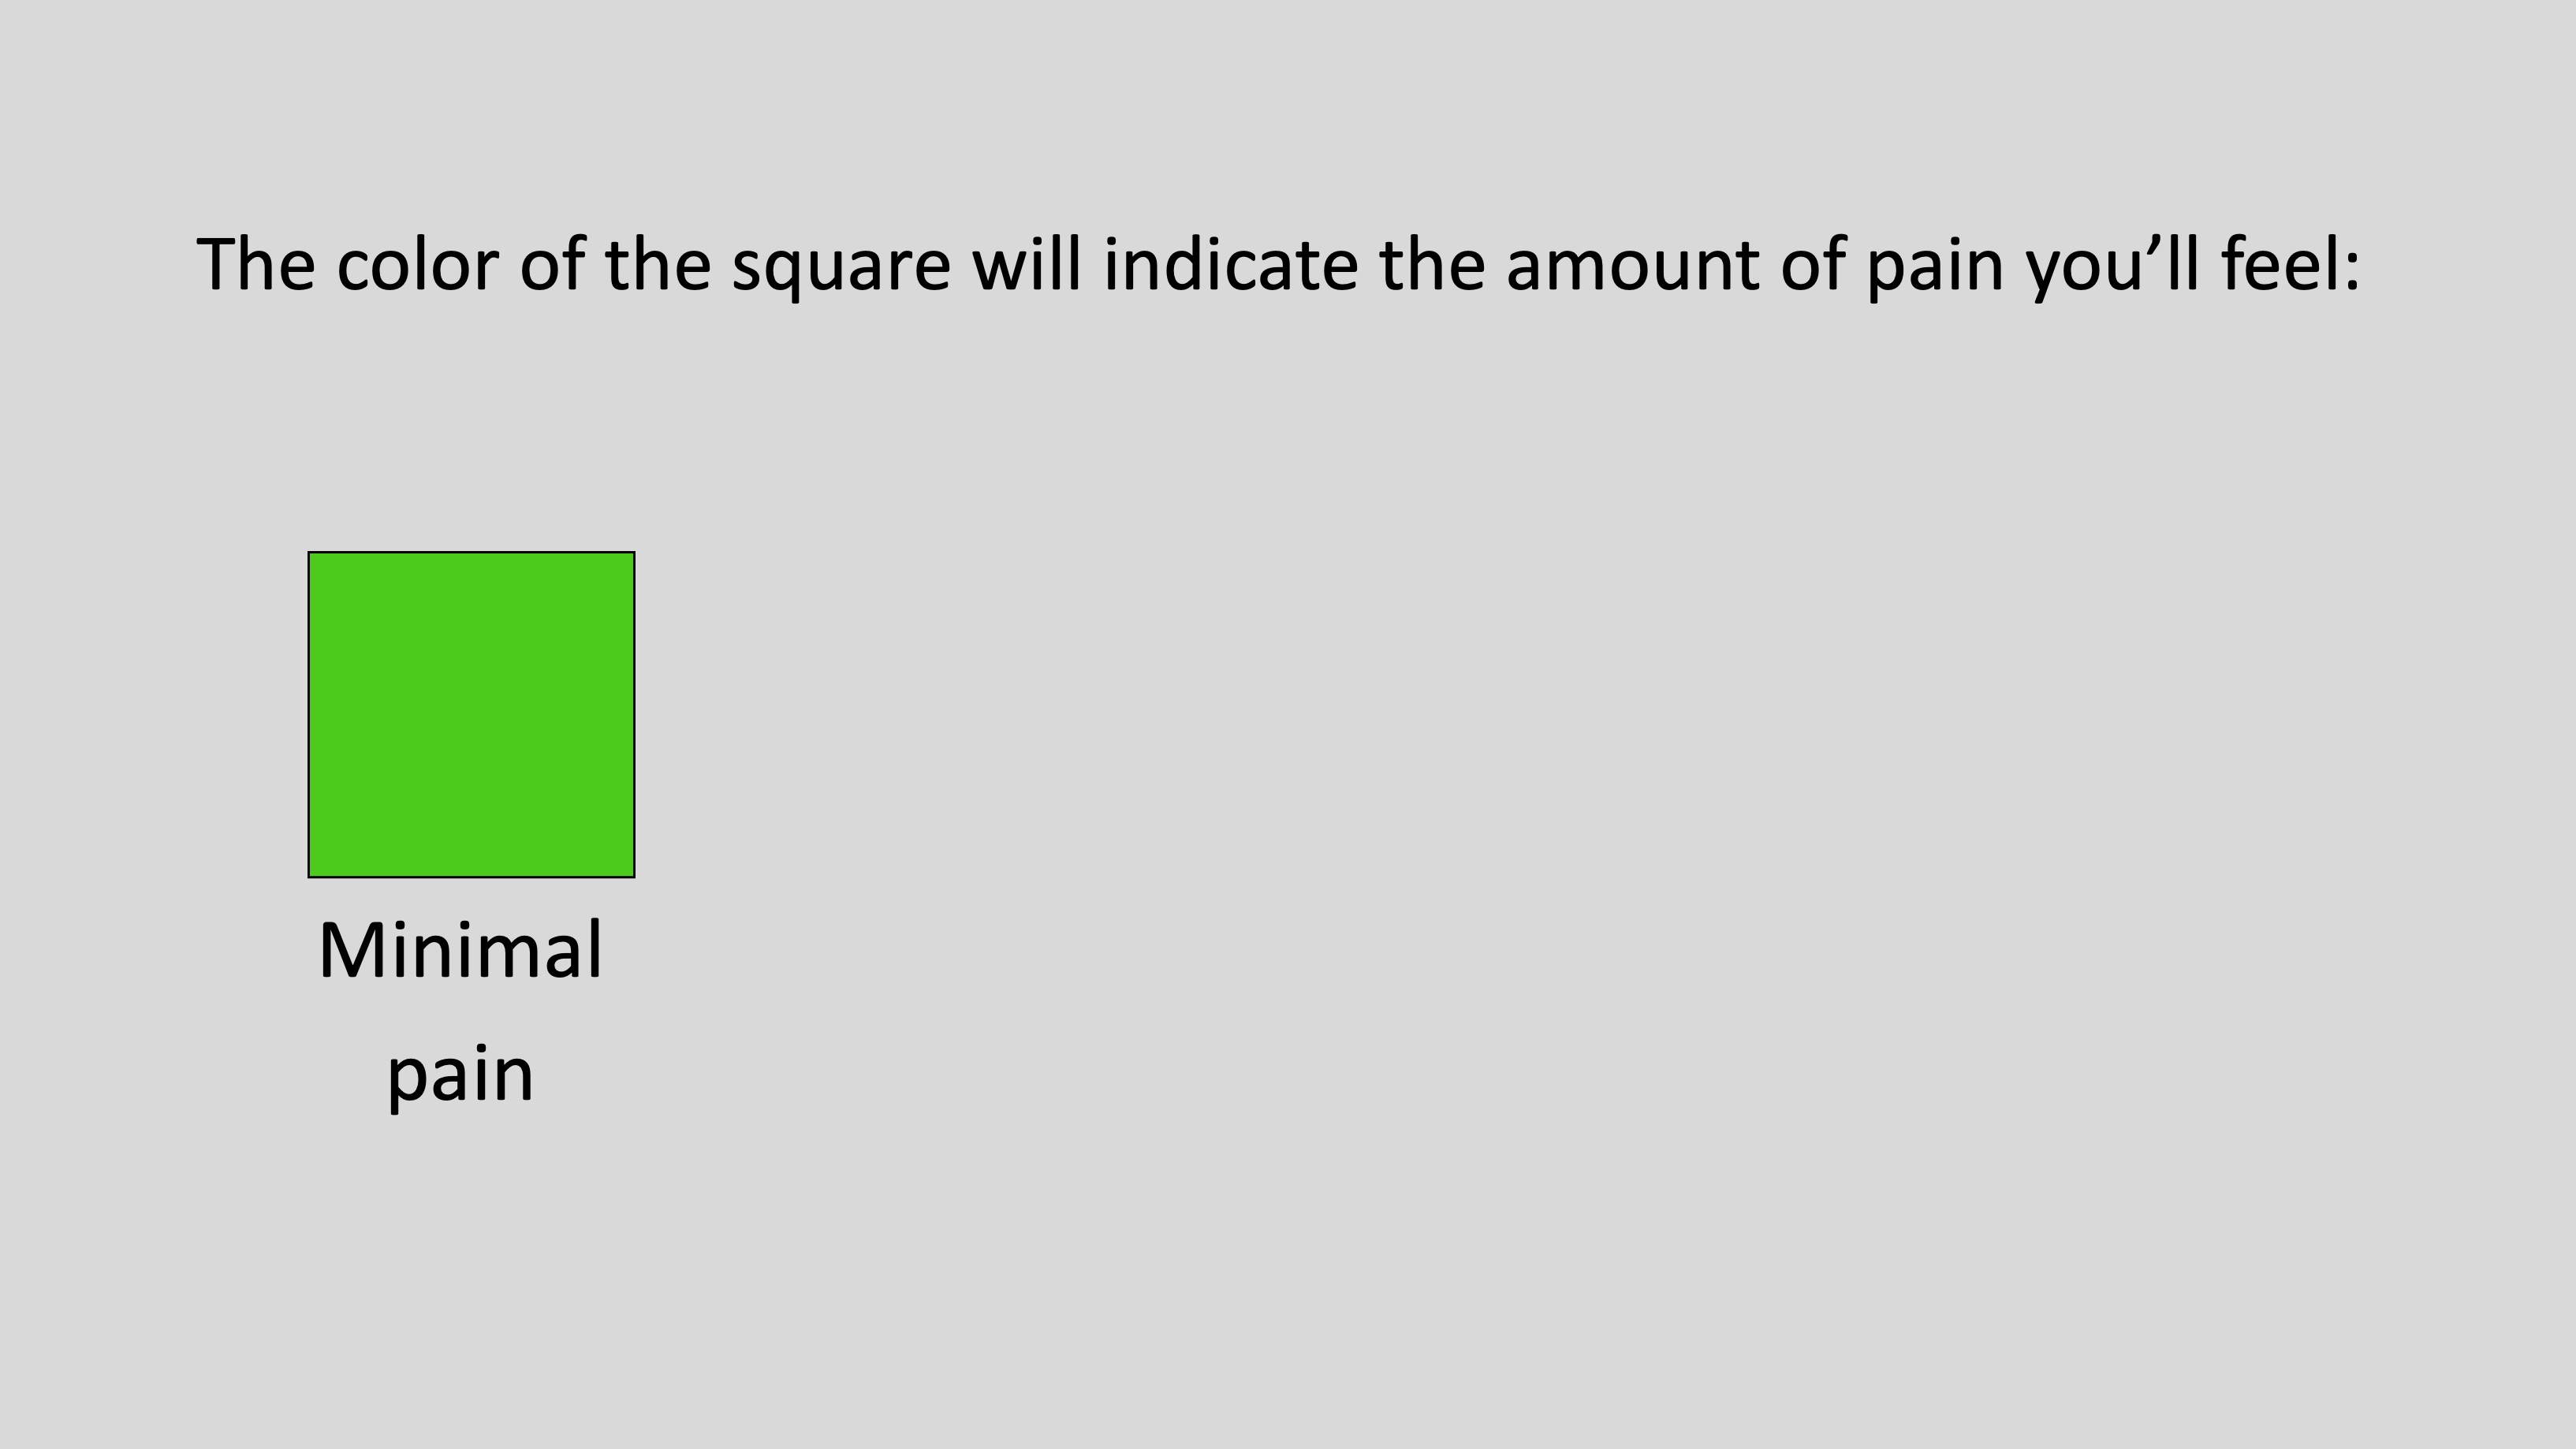 The color of the square will indicate the amount of pain you’ll feel:
Minimal
pain